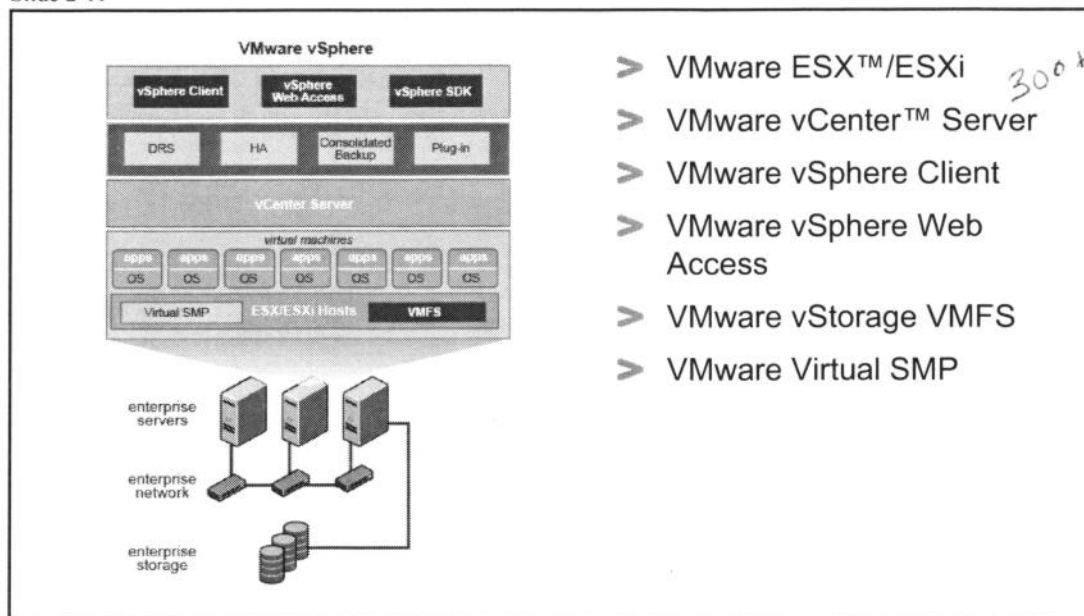 VMware vSphere
vSphere Client
vSphere
Web Access
vSphere SDK
DRS
HA
Consolidated
Backup
Plug-in
vCenter Server
virtual machines
apps apps apps apps apps apps apps
OS OS OS OS OS OS OS
Virtual SMP
ESX/ESXi Hosts
VMFS
enterprise
servers
enterprise
network
enterprise
storage
> VMware ESX™/ESXi
300+
> VMware vCenter™ Server
> VMware vSphere Client
> VMware vSphere Web
Access
> VMware vStorage VMFS
> VMware Virtual SMP